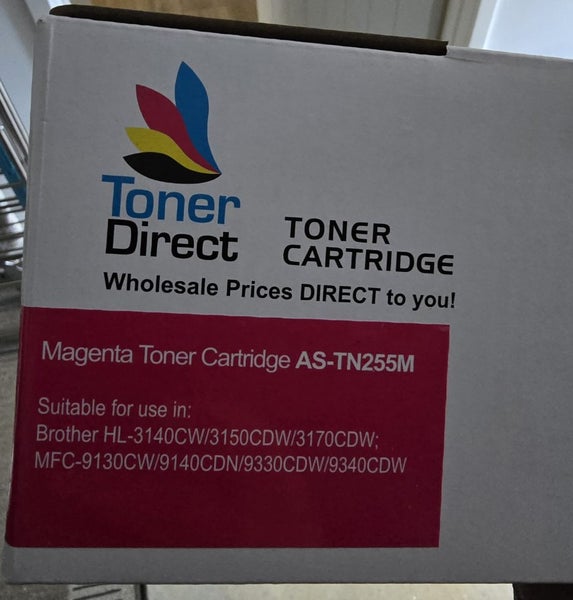 Toner
Direct
TONER
CARTRIDGE
Wholesale Prices DIRECT to you!
Magenta Toner Cartridge AS-TN255M
Suitable for use in:
Brother HL-3140CW/3150CDW/3170CDW;
MFC-9130CW/9140CDN/9330CDW/9340CDW